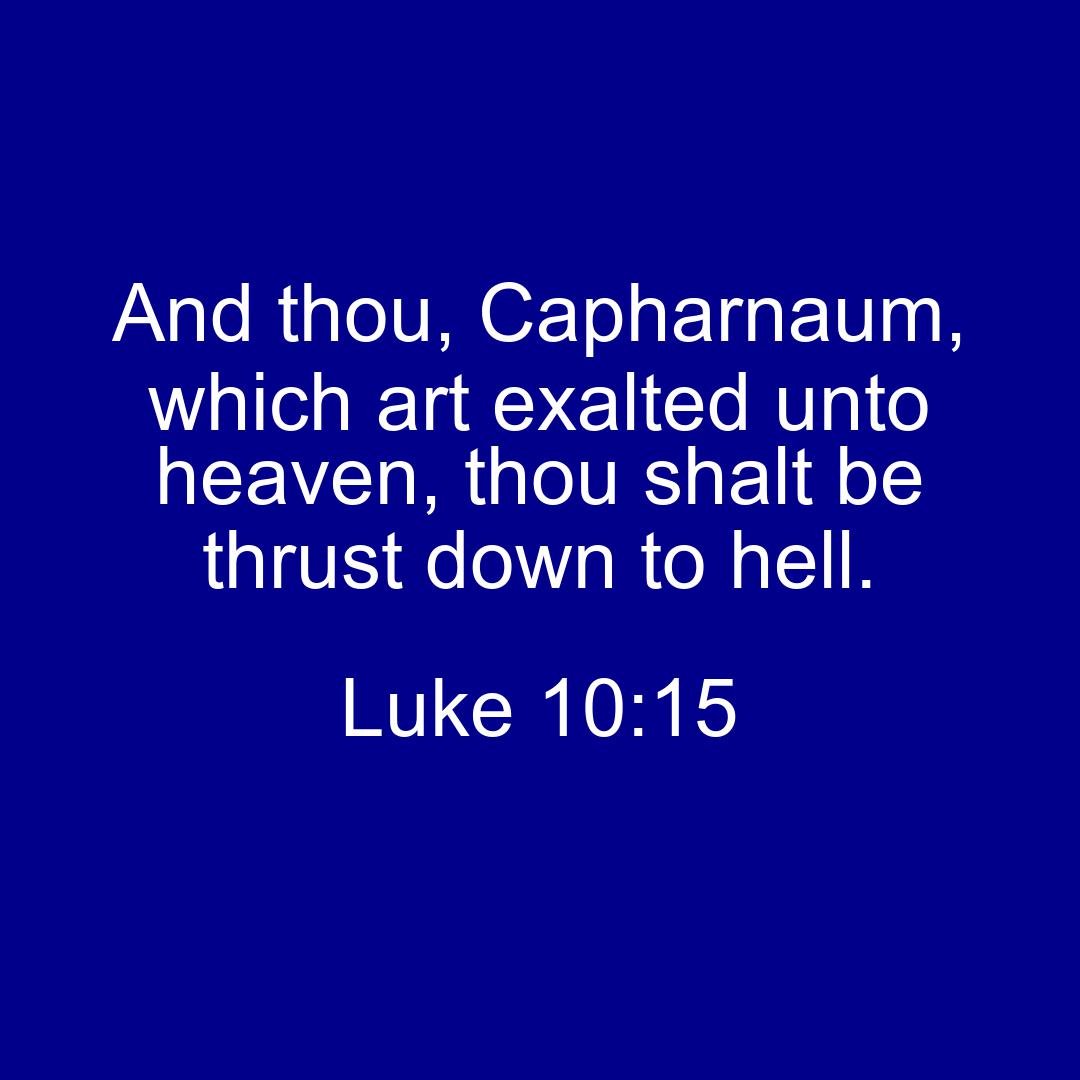 And thou, Capharnaum,
which art exalted unto
heaven, thou shalt be
thrust down to hell.
Luke 10:15